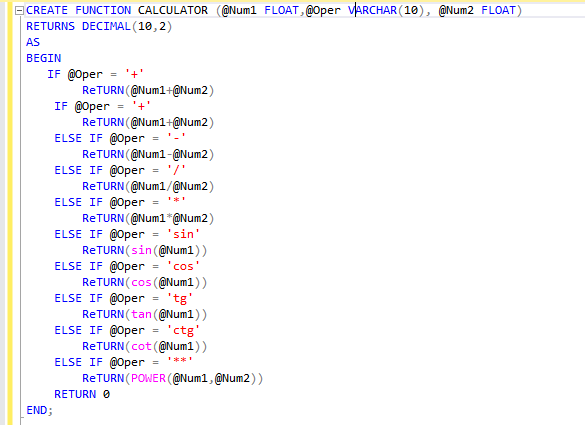 CREATE FUNCTION CALCULATOR (@Num1 FLOAT,@Oper VARCHAR(10), @Num2 FLOAT)
RETURNS DECIMAL(10,2)
AS
BEGIN
   IF @Oper = '+'
        ReTURN(@Num1+@Num2)
    IF @Oper = '+'
        ReTURN(@Num1+@Num2)
    ELSE IF @Oper = '-'
        ReTURN(@Num1-@Num2)
    ELSE IF @Oper = '/'
        ReTURN(@Num1/@Num2)
    ELSE IF @Oper = '*'
        ReTURN(@Num1*@Num2)
    ELSE IF @Oper = 'sin'
        ReTURN(sin(@Num1))
    ELSE IF @Oper = 'cos'
        ReTURN(cos(@Num1))
    ELSE IF @Oper = 'tg'
        ReTURN(tan(@Num1))
    ELSE IF @Oper = 'ctg'
        ReTURN(cot(@Num1))
    ELSE IF @Oper = '**'
        ReTURN(POWER(@Num1,@Num2))
    RETURN 0
END;